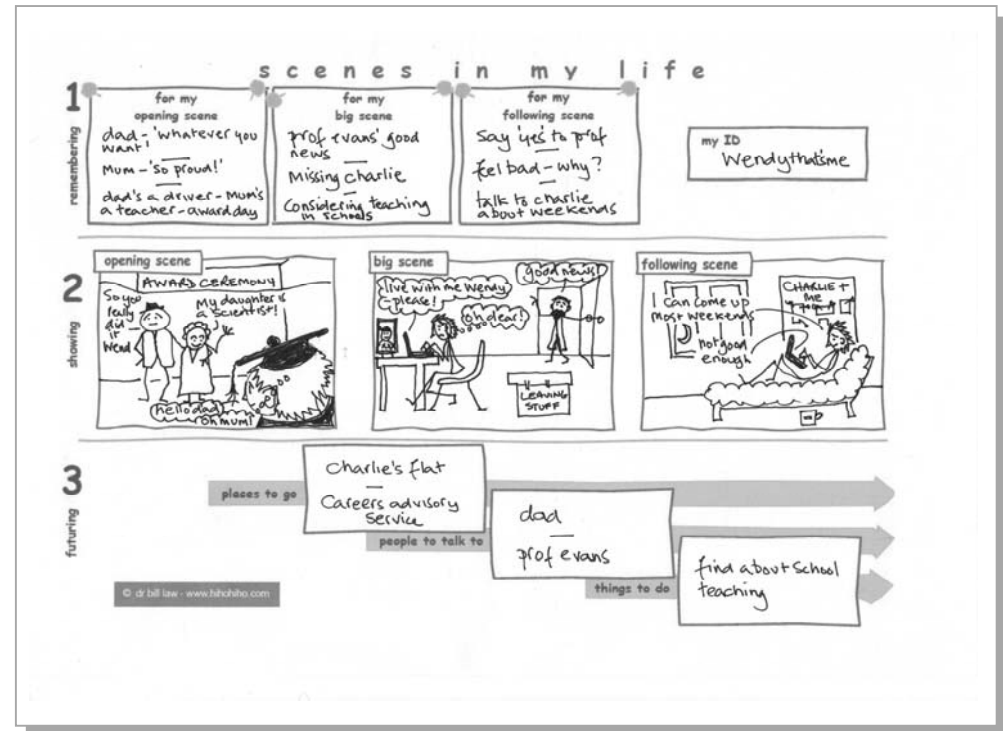 scenes in my life
1
remembering
for my
opening scene
dad - 'whatever you
want'
Mum - 'so proud!'
dad's a driver - Mum's
a teacher - award day
for my
big scene
prof evans' good
news
Missing charlie
Considering teaching
in schools
for my
following scene
Say 'yes' to prof
feel bad - why?
talk to charlie
about weekends
my ID
Wendythatsme
2
showing
opening scene
AWARD CEREMONY
So you
really
did
it
Wend
My daughter is
a Scientist!
hello dad
oh mum!
big scene
live with me Wendy
- please!
oh dear!
good news!
LEAVING
STUFF
following scene
I can come up
most weekends
not good
enough
CHARLIE +
ME
3
futuring
places to go
Charlie's flat
Careers advisory
Service
people to talk to
dad
prof evans
things to do
find about School
teaching
© dr bill law - www.hihohiho.com